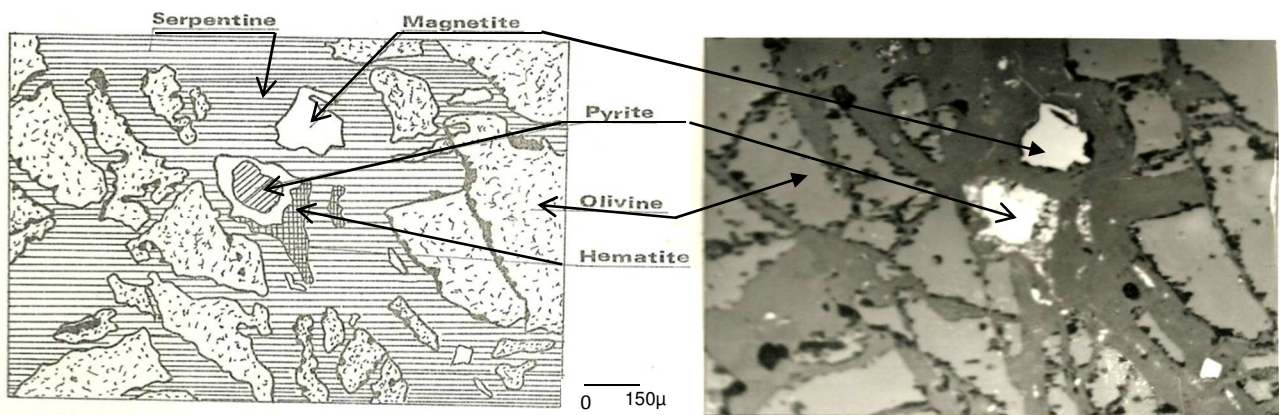 Serpentine
Magnetite
Pyrite
Olivine
Hematite
0 150μ